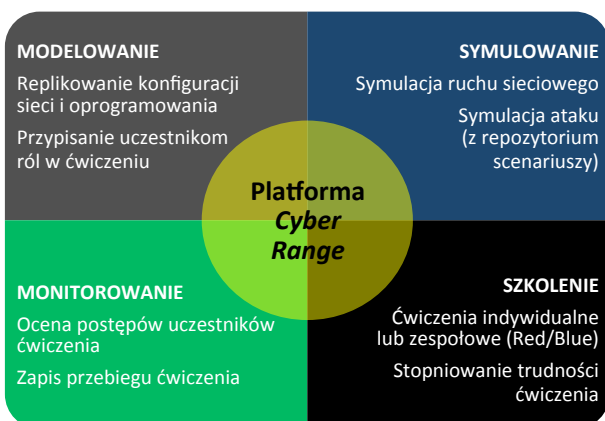 MODELOWANIE
Replikowanie konfiguracji
sieci i oprogramowania
Przypisanie uczestnikom
ról w ćwiczeniu
SYMULOWANIE
Symulacja ruchu sieciowego
Symulacja ataku
(z repozytorium
scenariuszy)
Platforma
Cyber
Range
MONITOROWANIE
Ocena postępów uczestników
ćwiczenia
Zapis przebiegu ćwiczenia
SZKOLENIE
Ćwiczenia indywidualne
lub zespołowe (Red/Blue)
Stopniowanie trudności
ćwiczenia